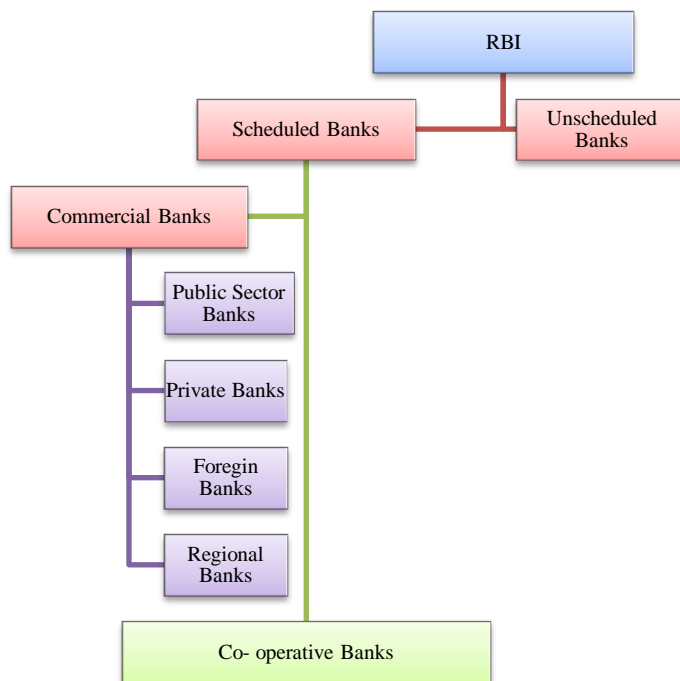 RBI
Scheduled Banks
Unscheduled
Banks
Commercial Banks
Public Sector
Banks
Private Banks
Foregin
Banks
Regional
Banks
Co- operative Banks